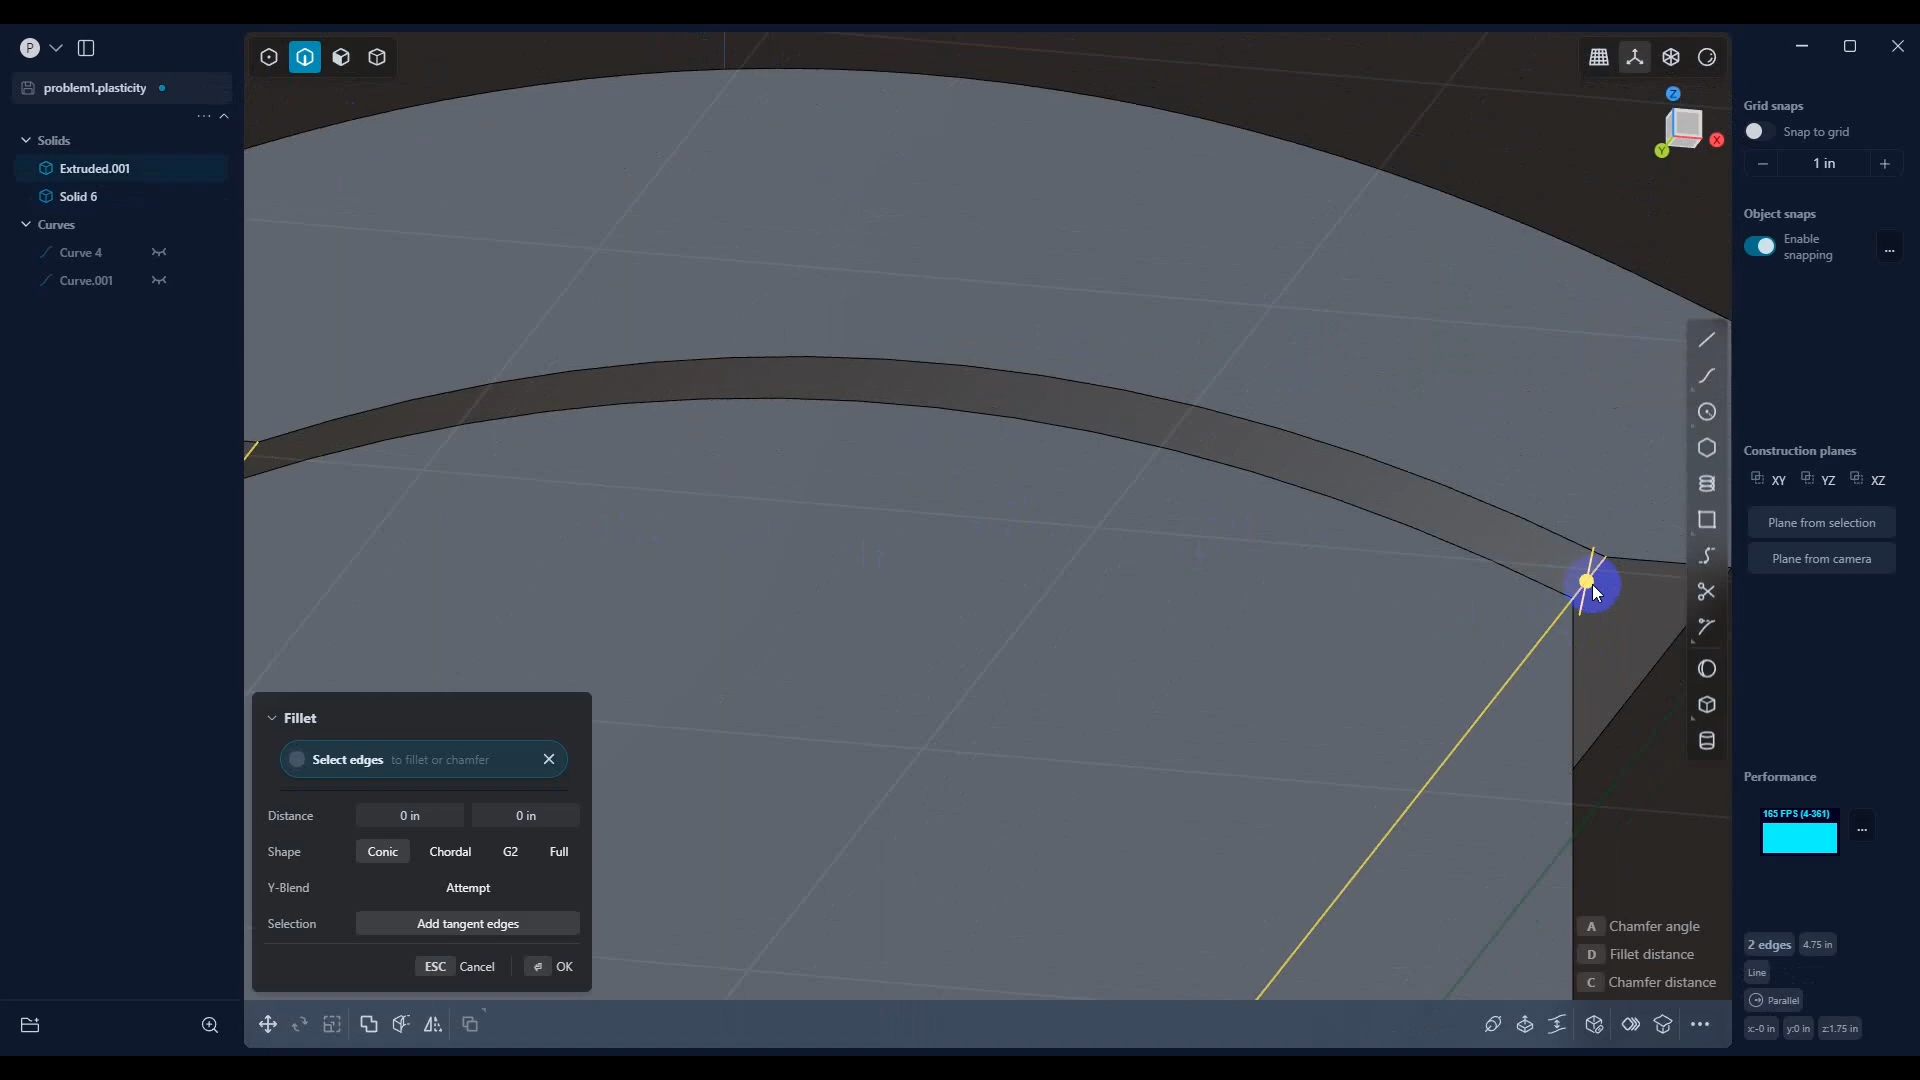 P
problem1.plasticity
...
Solids
Extruded.001
Solid 6
Curves
Curve 4
Curve.001
Z
X
Y
Grid snaps
Snap to grid
− 1 in +
Object snaps
Enable
snapping
...
Construction planes
XY YZ XZ
Plane from selection
Plane from camera
Performance
165 FPS (4-361)
...
Fillet
Select edges to fillet or chamfer
Distance 0 in 0 in
Shape Conic Chordal G2 Full
Y-Blend Attempt
Selection Add tangent edges
ESC Cancel OK
A Chamfer angle
D Fillet distance
C Chamfer distance
2 edges 4.75 in
Line
Parallel
x:-0 in y:0 in z:1.75 in